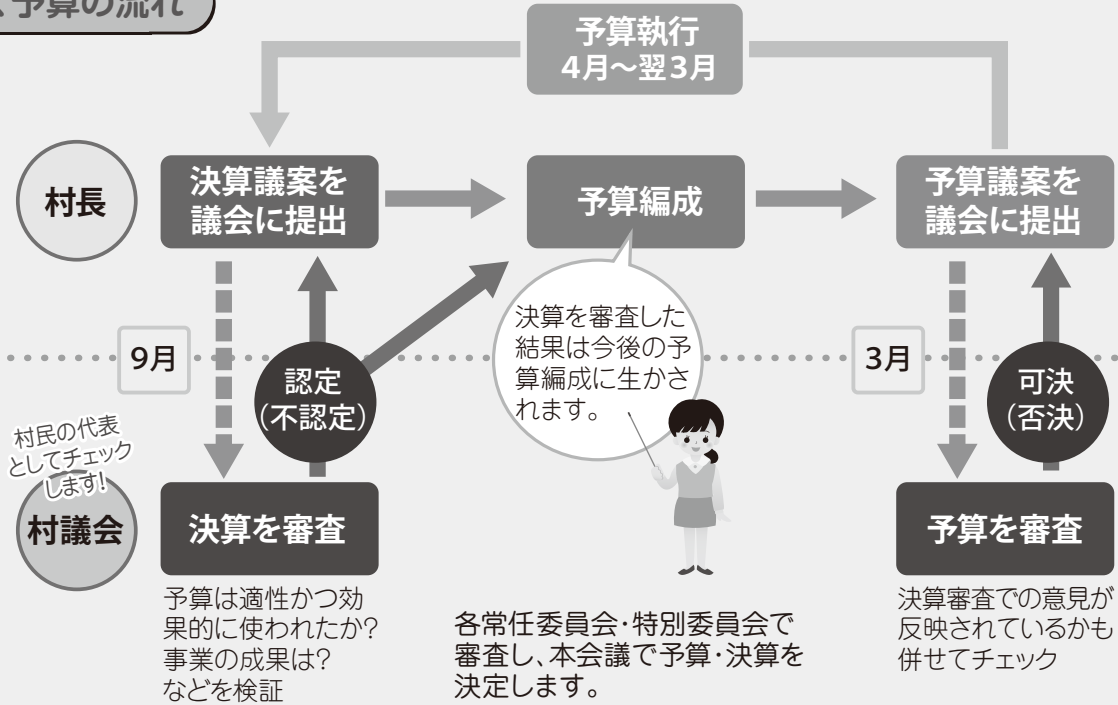 予算の流れ
予算執行
4月～翌3月
村長
決算議案を
議会に提出
予算編成
予算議案を
議会に提出
決算を審査した
結果は今後の予
算編成に生かさ
れます。
9月
認定
(不認定)
3月
可決
(否決)
村民の代表
としてチェック
します!
村議会
決算を審査
予算を審査
予算は適性かつ効
果的に使われたか?
事業の成果は?
などを検証
各常任委員会・特別委員会で
審査し、本会議で予算・決算を
決定します。
決算審査での意見が
反映されているかも
併せてチェック